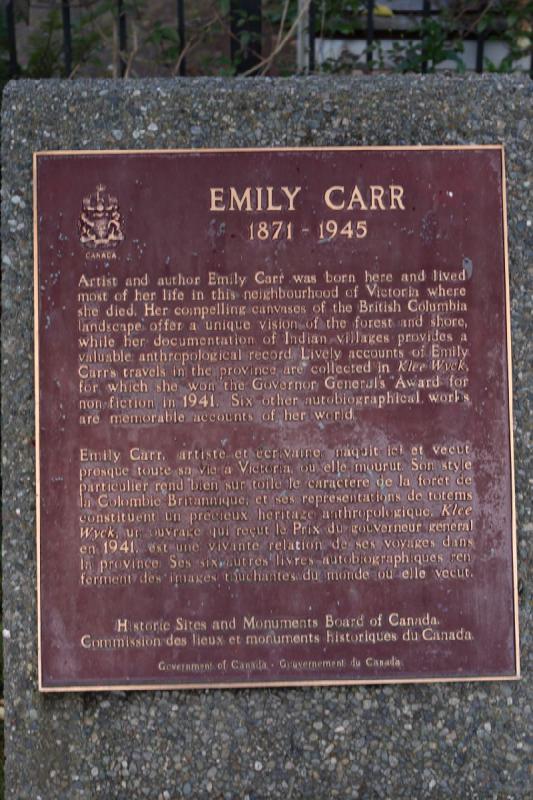 EMILY CARR
1871 - 1945
CANADA
Artist and author Emily Carr was born here and lived
most of her life in this neighbourhood of Victoria where
she died. Her compelling canvases of the British Columbia
landscape offer a unique vision of the forest and shore,
while her documentation of Indian villages provides a
valuable anthropological record. Lively accounts of Emily
Carr's travels in the province are collected in Klee Wyck,
for which she won the Governor General's Award for
non-fiction in 1941. Six other autobiographical works
are memorable accounts of her world.
Emily Carr, artiste et écrivaine, naquit ici et vécut
presque toute sa vie à Victoria, où elle mourut. Son style
particulier rend bien sur toile le caractère de la forêt de
la Colombie-Britannique, et ses représentations de totems
constituent un précieux héritage anthropologique. Klee
Wyck, un ouvrage qui reçut le Prix du gouverneur général
en 1941, est une vivante relation de ses voyages dans
la province. Ses six autres livres autobiographiques ren-
ferment des images touchantes du monde où elle vécut.
Historic Sites and Monuments Board of Canada.
Commission des lieux et monuments historiques du Canada.
Government of Canada - Gouvernement du Canada